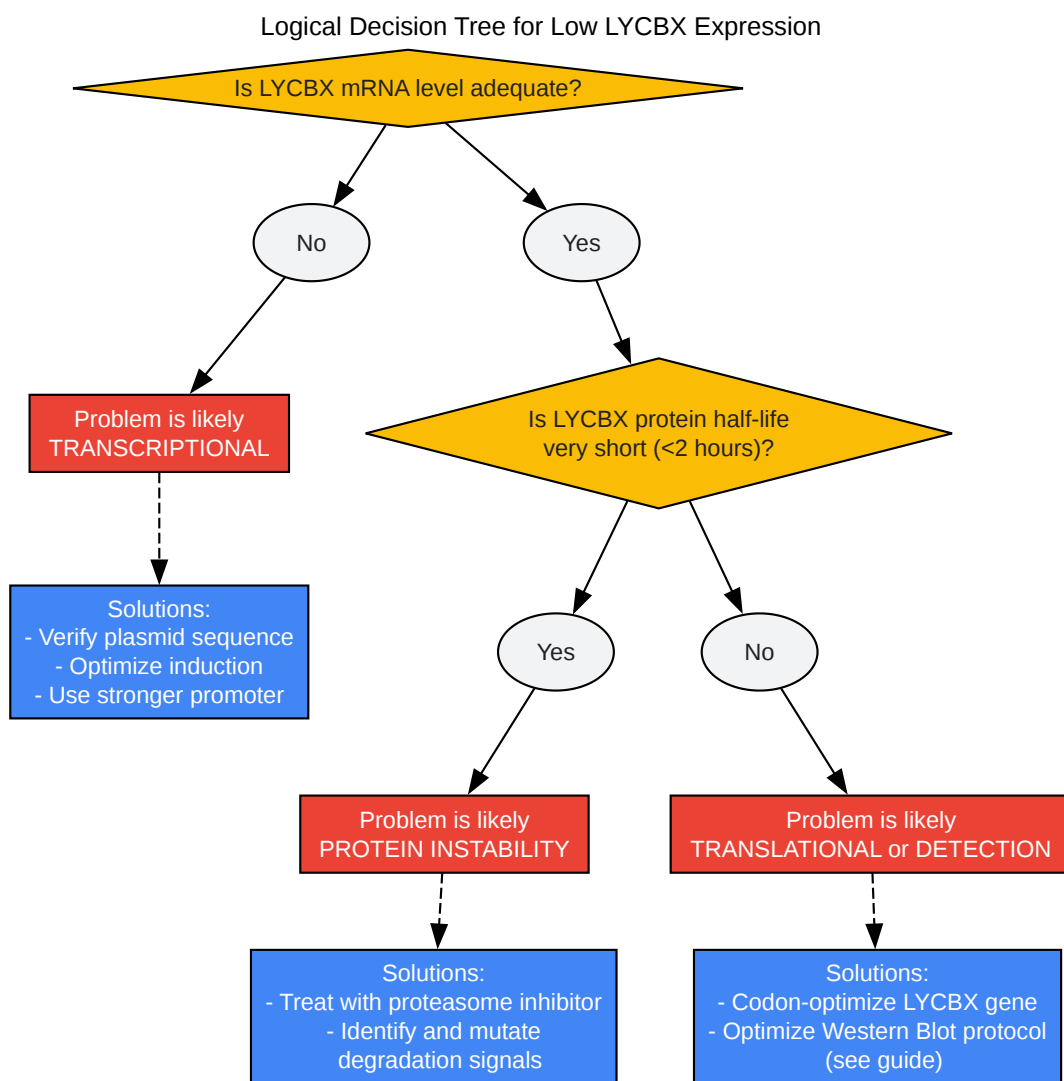 Logical Decision Tree for Low LYCBX Expression
Is LYCBX mRNA level adequate?
No
Yes
Problem is likely
TRANSCRIPTIONAL
Is LYCBX protein half-life
very short (<2 hours)?
Solutions:
- Verify plasmid sequence
- Optimize induction
- Use stronger promoter
Yes
No
Problem is likely
PROTEIN INSTABILITY
Problem is likely
TRANSLATIONAL or DETECTION
Solutions:
- Treat with proteasome inhibitor
- Identify and mutate
degradation signals
Solutions:
- Codon-optimize LYCBX gene
- Optimize Western Blot protocol
(see guide)